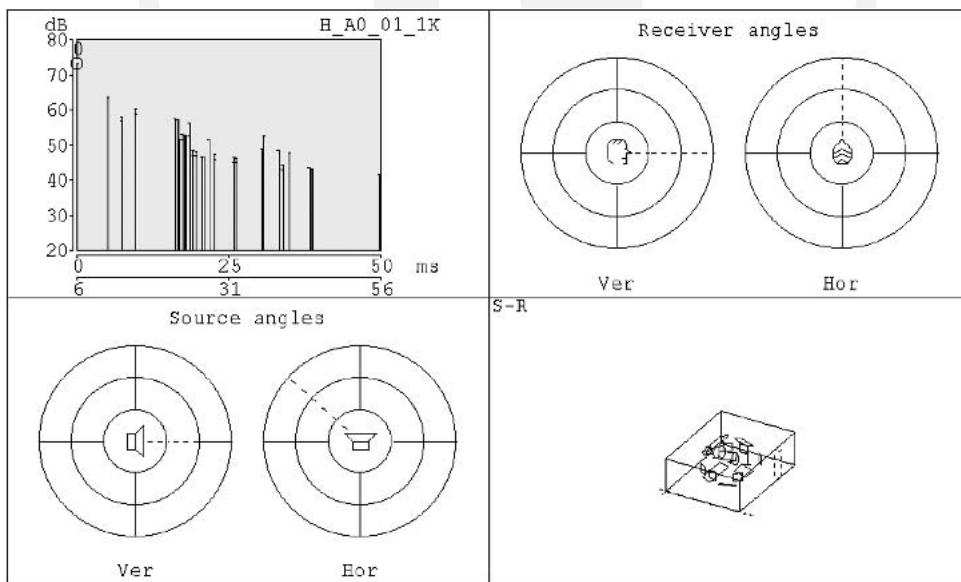 dB
H_A0_01_1K
80
70
60
50
40
30
20
0 25 50 ms
6 31 56
Receiver angles
Ver Hor
Source angles
Ver Hor
S-R